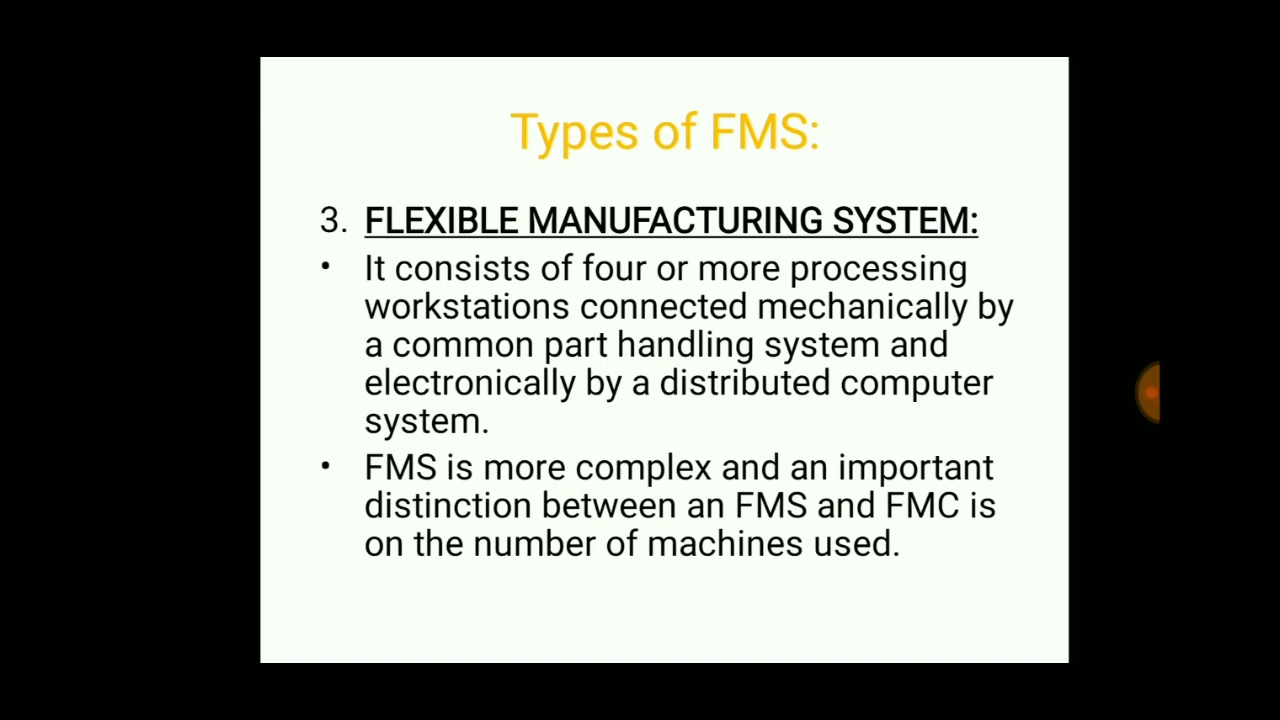 Types of FMS:
3. FLEXIBLE MANUFACTURING SYSTEM:
• It consists of four or more processing
workstations connected mechanically by
a common part handling system and
electronically by a distributed computer
system.
• FMS is more complex and an important
distinction between an FMS and FMC is
on the number of machines used.